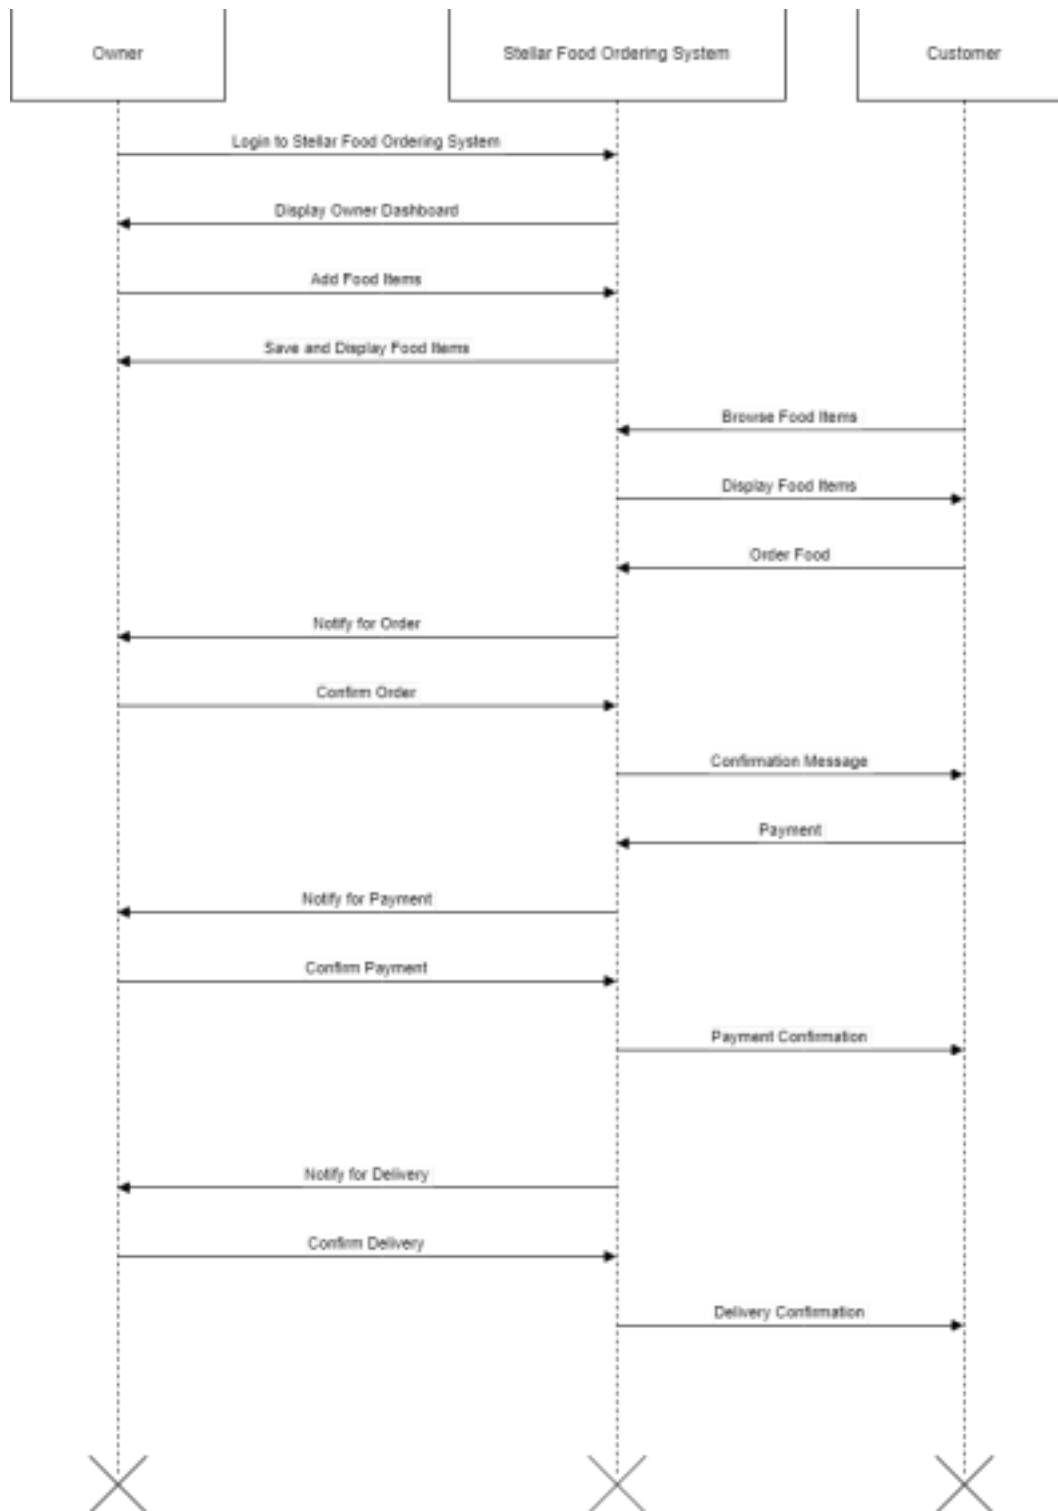 Owner
Stellar Food Ordering System
Customer
Login to Stellar Food Ordering System
Display Owner Dashboard
Add Food Items
Save and Display Food Items
Browse Food Items
Display Food Items
Order Food
Notify for Order
Confirm Order
Confirmation Message
Payment
Notify for Payment
Confirm Payment
Payment Confirmation
Notify for Delivery
Confirm Delivery
Delivery Confirmation